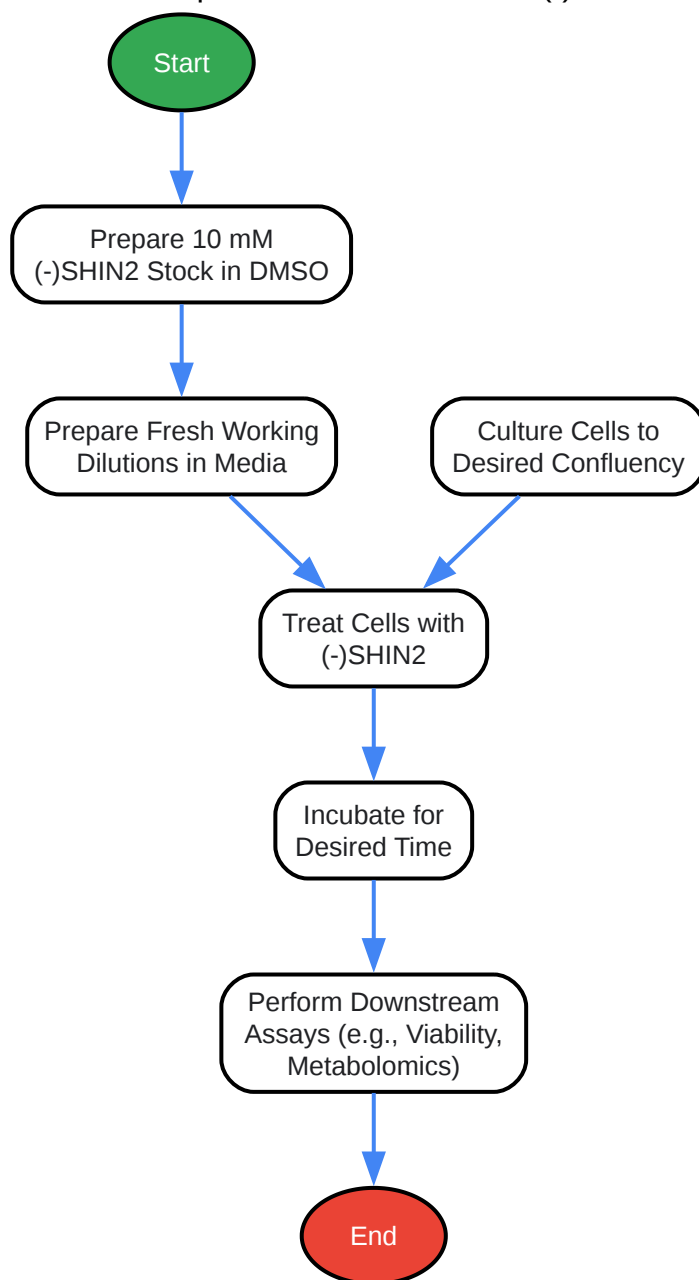 Start
Prepare 10 mM
(-)SHIN2 Stock in DMSO
Prepare Fresh Working
Dilutions in Media
Culture Cells to
Desired Confluency
Treat Cells with
(-)SHIN2
Incubate for
Desired Time
Perform Downstream
Assays (e.g., Viability,
Metabolomics)
End